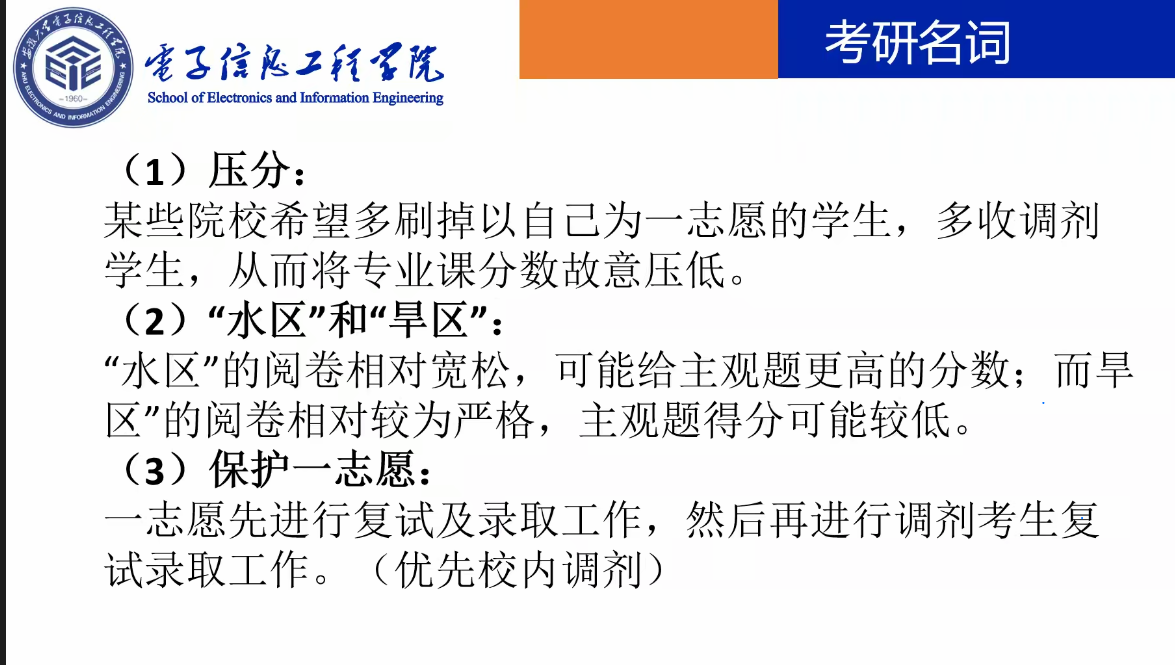 安徽大学电子信息工程学院
EIE
1960
AHU ELECTRONICS AND INFORMATION ENGINEERING
電子信息工程学院
School of Electronics and Information Engineering
考研名词
（1）压分：
某些院校希望多刷掉以自己为一志愿的学生，多收调剂
学生，从而将专业课分数故意压低。
（2）“水区”和“旱区”：
“水区”的阅卷相对宽松，可能给主观题更高的分数；而旱
区”的阅卷相对较为严格，主观题得分可能较低。
（3）保护一志愿：
一志愿先进行复试及录取工作，然后再进行调剂考生复
试录取工作。（优先校内调剂）